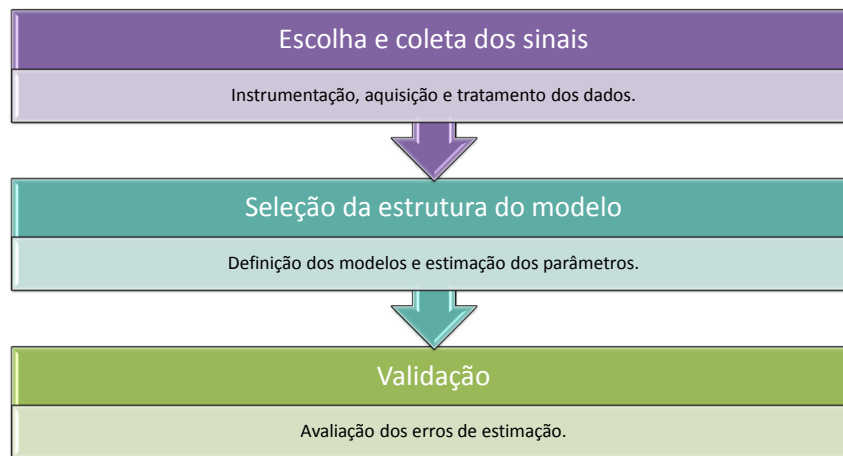 Escolha e coleta dos sinais
Instrumentação, aquisição e tratamento dos dados.
Seleção da estrutura do modelo
Definição dos modelos e estimação dos parâmetros.
Validação
Avaliação dos erros de estimação.